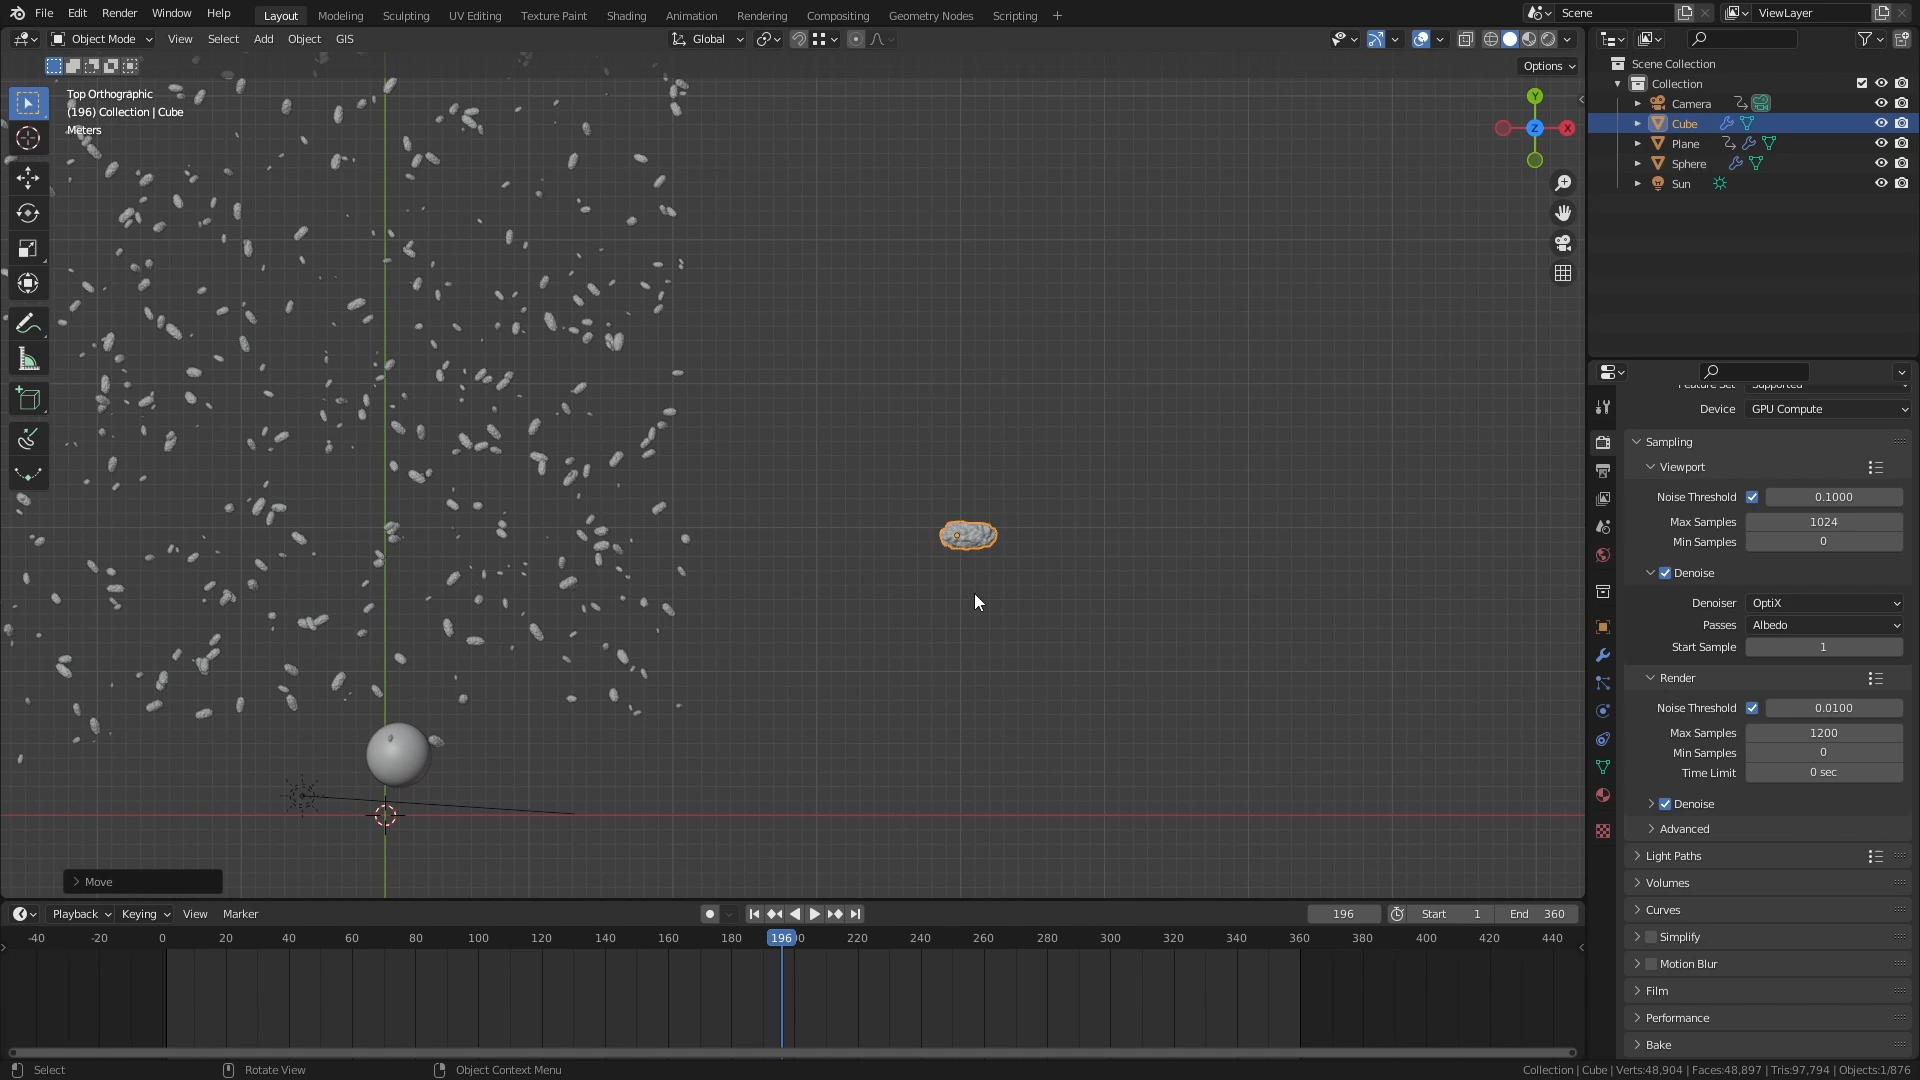 File Edit Render Window Help Layout Modeling Sculpting UV Editing Texture Paint Shading Animation Rendering Compositing Geometry Nodes Scripting Scene ViewLayer
Object Mode View Select Add Object GIS Global
Options
Top Orthographic
(196) Collection | Cube
Meters
Y
X
Z
Move
Scene Collection
Collection
Camera
Cube
Plane
Sphere
Sun
Feature Set Supported
Device GPU Compute
Sampling
Viewport
Noise Threshold 0.1000
Max Samples 1024
Min Samples 0
Denoise
Denoiser OptiX
Passes Albedo
Start Sample 1
Render
Noise Threshold 0.0100
Max Samples 1200
Min Samples 0
Time Limit 0 sec
Denoise
Advanced
Light Paths
Volumes
Curves
Simplify
Motion Blur
Film
Performance
Bake
Playback Keying View Marker 196 Start 1 End 360
-40 -20 0 20 40 60 80 100 120 140 160 180 196 220 240 260 280 300 320 340 360 380 400 420 440
Select Rotate View Object Context Menu Collection | Cube | Verts:48,904 | Faces:48,897 | Tris:97,794 | Objects:1/876